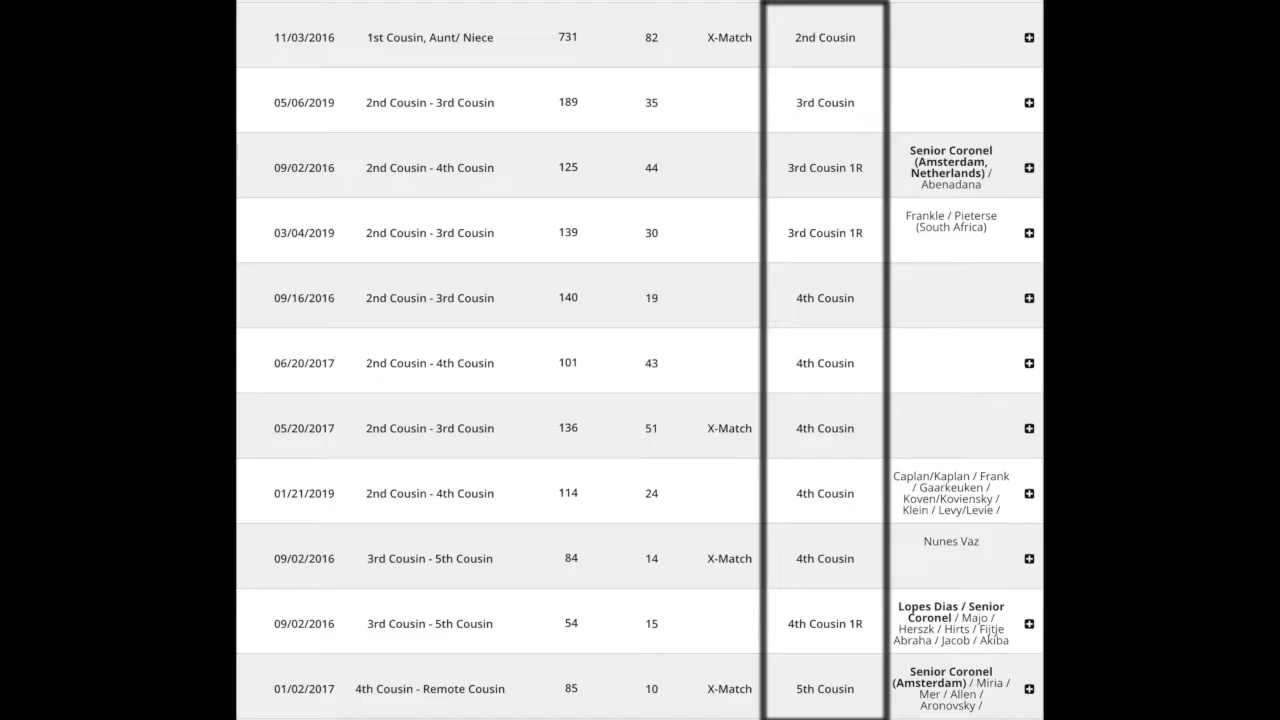 11/03/2016 1st Cousin, Aunt/ Niece 731 82 X-Match 2nd Cousin
05/06/2019 2nd Cousin - 3rd Cousin 189 35 3rd Cousin
09/02/2016 2nd Cousin - 4th Cousin 125 44 3rd Cousin 1R
Senior Coronel
(Amsterdam,
Netherlands) /
Abenadana
03/04/2019 2nd Cousin - 3rd Cousin 139 30 3rd Cousin 1R
Frankle / Pieterse
(South Africa)
09/16/2016 2nd Cousin - 3rd Cousin 140 19 4th Cousin
06/20/2017 2nd Cousin - 4th Cousin 101 43 4th Cousin
05/20/2017 2nd Cousin - 3rd Cousin 136 51 X-Match 4th Cousin
01/21/2019 2nd Cousin - 4th Cousin 114 24 4th Cousin
Caplan/Kaplan / Frank
/ Gaarkeuken /
Koven/Koviensky /
Klein / Levy/Levie /
09/02/2016 3rd Cousin - 5th Cousin 84 14 X-Match 4th Cousin
Nunes Vaz
09/02/2016 3rd Cousin - 5th Cousin 54 15 4th Cousin 1R
Lopes Dias / Senior
Coronel / Majo /
Herszk / Hirts / Fijtje
Abraha / Jacob / Akiba
01/02/2017 4th Cousin - Remote Cousin 85 10 X-Match 5th Cousin
Senior Coronel
(Amsterdam) / Miria /
Mer / Allen /
Aronovsky /